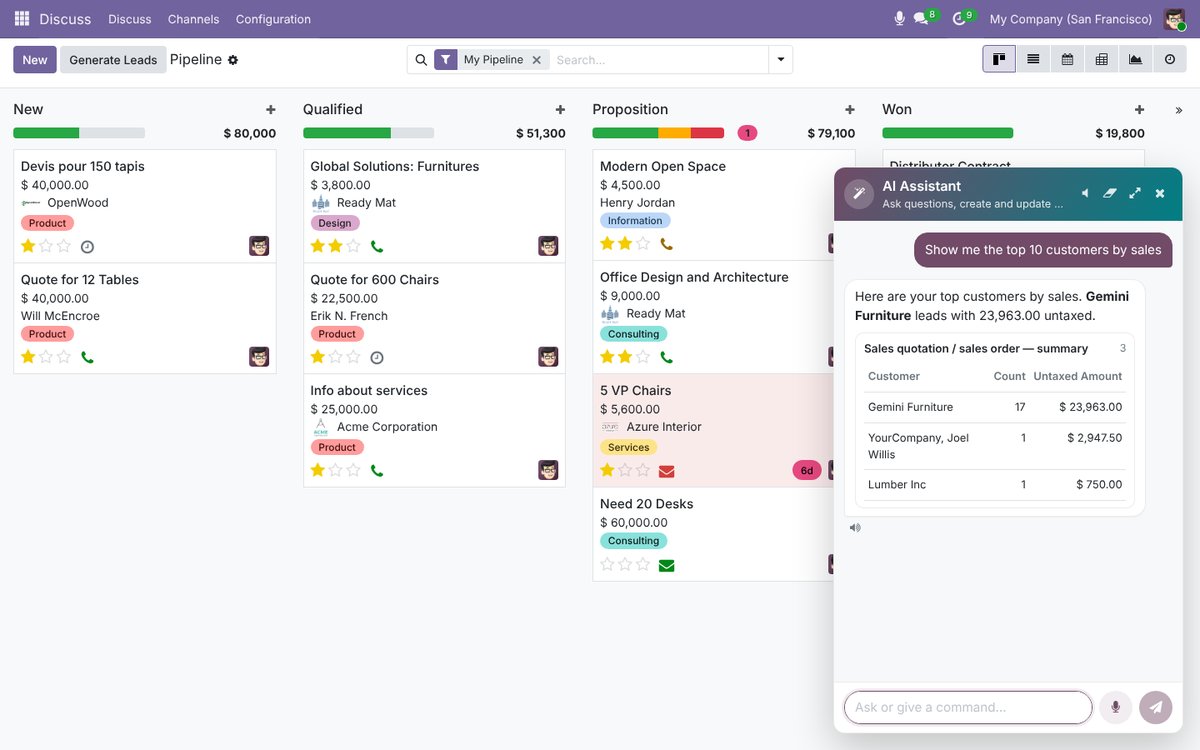 Discuss Discuss Channels Configuration 8 9 My Company (San Francisco)
New Generate Leads Pipeline My Pipeline Search...
New
$ 80,000
Devis pour 150 tapis
$ 40,000.00
OpenWood
Product
Quote for 12 Tables
$ 40,000.00
Will McEncroe
Product
Qualified
$ 51,300
Global Solutions: Furnitures
$ 3,800.00
Ready Mat
Design
Quote for 600 Chairs
$ 22,500.00
Erik N. French
Product
Info about services
$ 25,000.00
ACME Acme Corporation
Product
Proposition
1 $ 79,100
Modern Open Space
$ 4,500.00
Henry Jordan
Information
Office Design and Architecture
$ 9,000.00
Ready Mat
Consulting
5 VP Chairs
$ 5,600.00
Azure Interior
Services
6d
Need 20 Desks
$ 60,000.00
Consulting
Won
$ 19,800
Distributor Contract
AI Assistant
Ask questions, create and update ...
Show me the top 10 customers by sales
Here are your top customers by sales. Gemini
Furniture leads with 23,963.00 untaxed.
Sales quotation / sales order — summary 3
Customer Count Untaxed Amount
Gemini Furniture 17 $ 23,963.00
YourCompany, Joel
Willis 1 $ 2,947.50
Lumber Inc 1 $ 750.00
Ask or give a command...